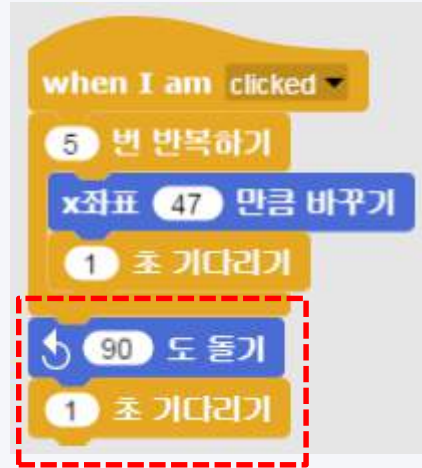 when I am clicked
5 번 반복하기
x좌표 47 만큼 바꾸기
1 초 기다리기
90 도 돌기
1 초 기다리기